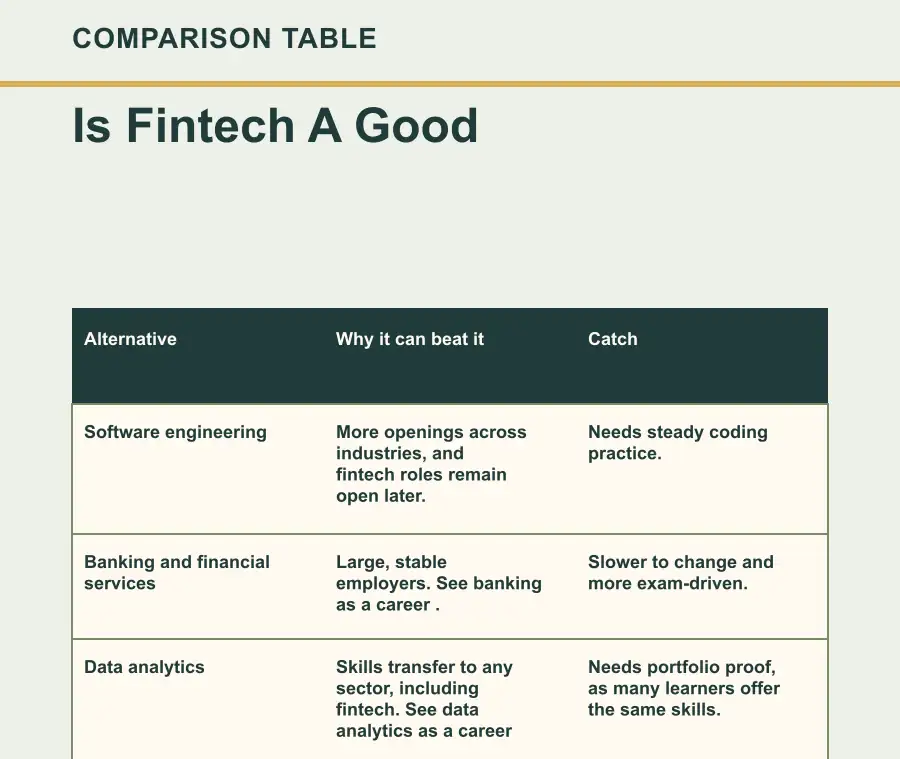 COMPARISON TABLE
Is Fintech A Good
Alternative
Why it can beat it
Catch
Software engineering
More openings across
industries, and
fintech roles remain
open later.
Needs steady coding
practice.
Banking and financial
services
Large, stable
employers. See banking
as a career .
Slower to change and
more exam-driven.
Data analytics
Skills transfer to any
sector, including
fintech. See data
analytics as a career
Needs portfolio proof,
as many learners offer
the same skills.